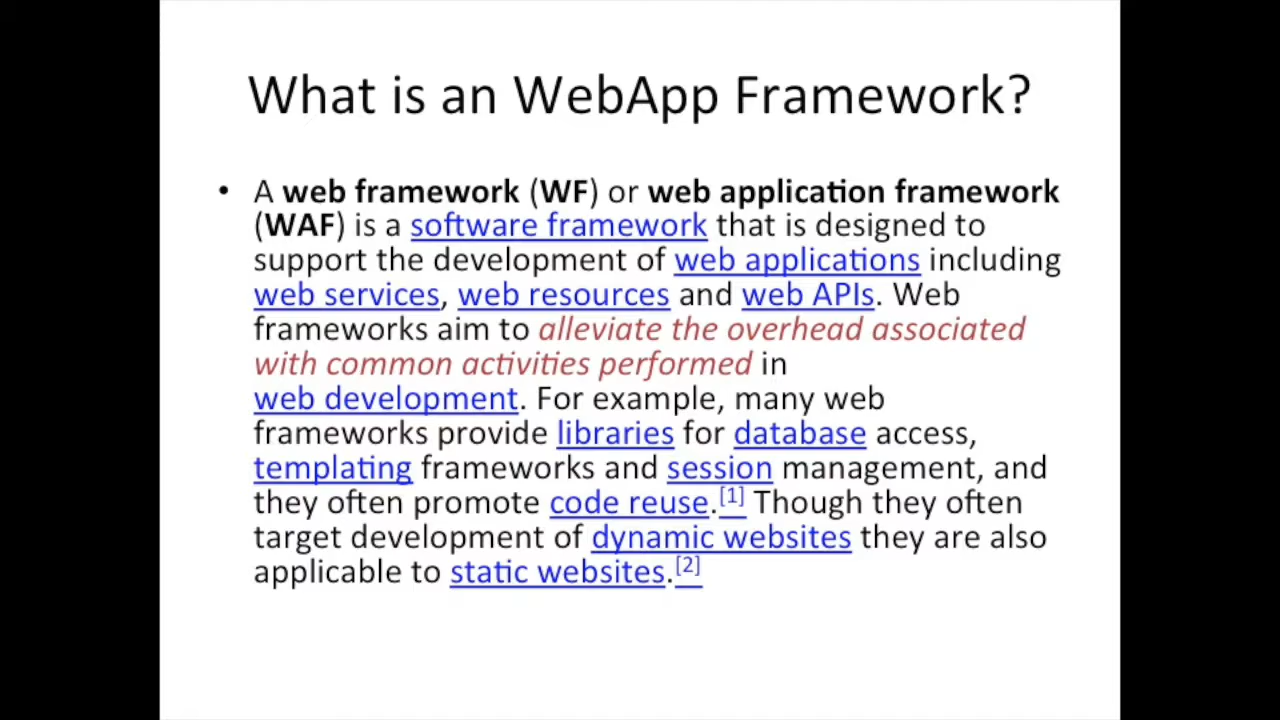 What is an WebApp Framework?
• A web framework (WF) or web application framework
(WAF) is a software framework that is designed to
support the development of web applications including
web services, web resources and web APIs. Web
frameworks aim to alleviate the overhead associated
with common activities performed in
web development. For example, many web
frameworks provide libraries for database access,
templating frameworks and session management, and
they often promote code reuse.[1] Though they often
target development of dynamic websites they are also
applicable to static websites.[2]